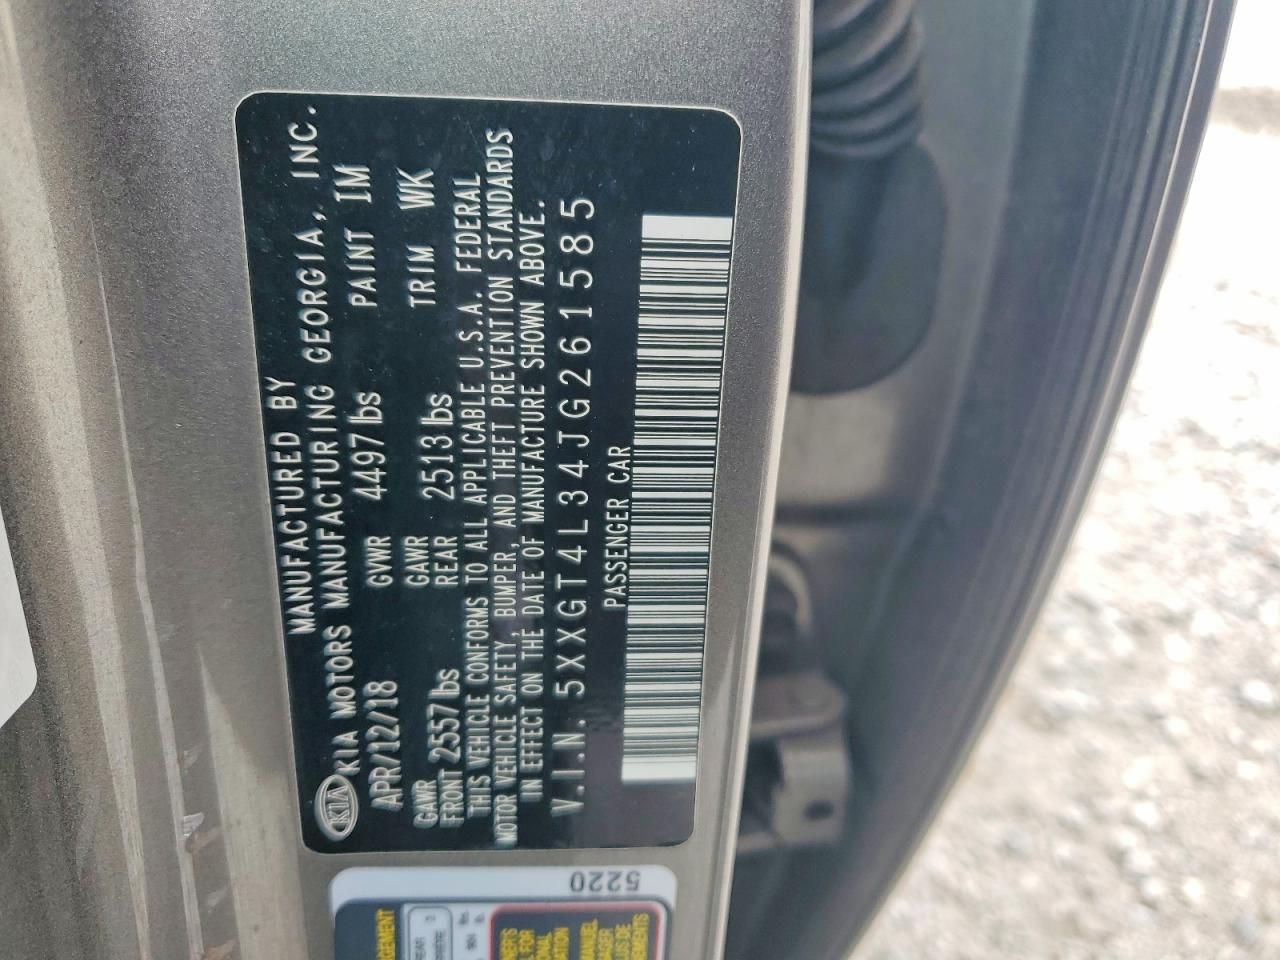 KIA
MANUFACTURED BY
KIA MOTORS MANUFACTURING GEORGIA, INC.
APR/12/18 GVWR 4497 lbs PAINT IM
GAWR FRONT 2557 lbs GAWR REAR 2513 lbs TRIM WK
THIS VEHICLE CONFORMS TO ALL APPLICABLE U.S.A. FEDERAL
MOTOR VEHICLE SAFETY, BUMPER, AND THEFT PREVENTION STANDARDS
IN EFFECT ON THE DATE OF MANUFACTURE SHOWN ABOVE.
V.I.N. 5XXGT4L34JG261585
PASSENGER CAR
5220